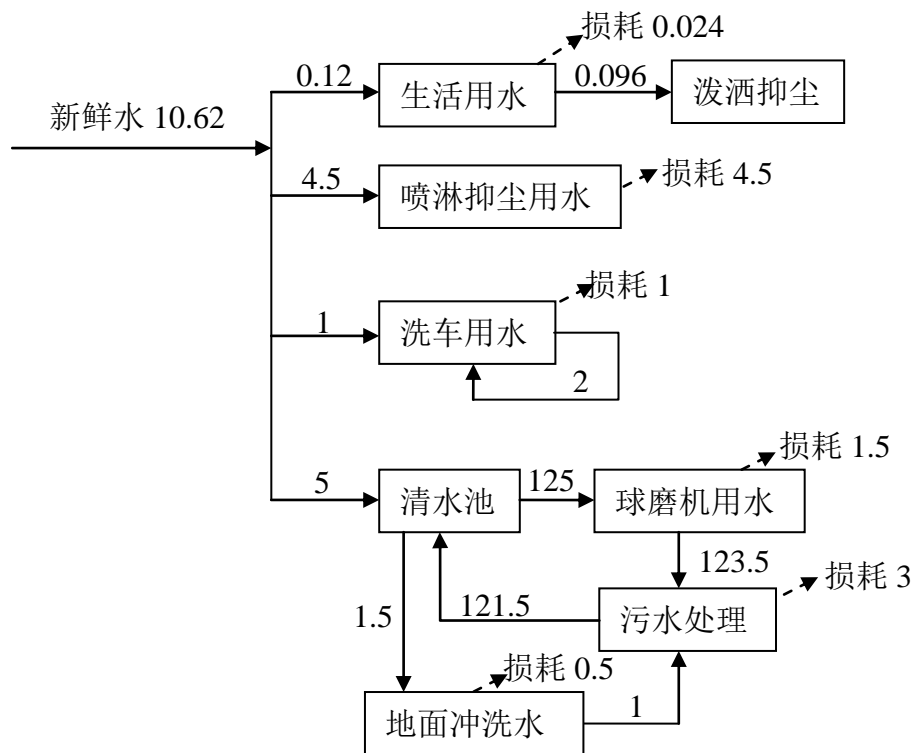 损耗 0.024
0.12
生活用水
0.096
泼洒抑尘
新鲜水 10.62
4.5
喷淋抑尘用水
损耗 4.5
损耗 1
1
洗车用水
2
损耗 1.5
5
清水池
125
球磨机用水
123.5
损耗 3
121.5
污水处理
1.5
损耗 0.5
地面冲洗水
1